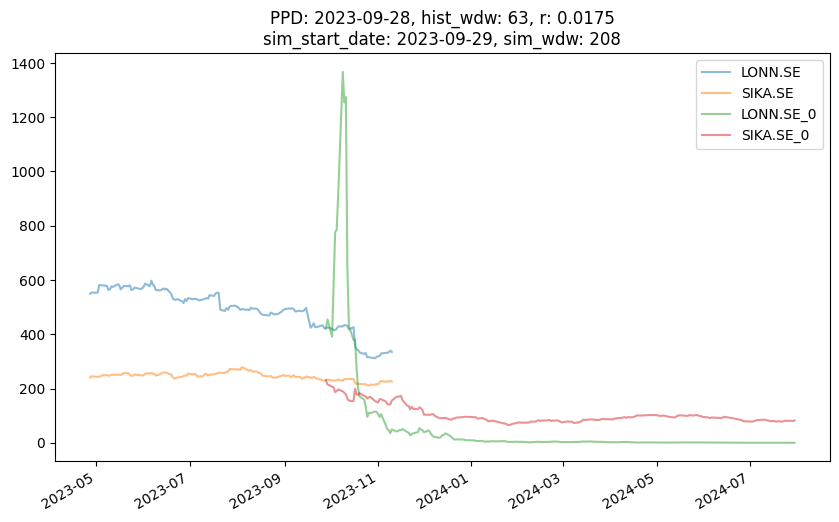 PPD: 2023-09-28, hist_wdw: 63, r: 0.0175
sim_start_date: 2023-09-29, sim_wdw: 208
1400
1200
1000
800
600
400
200
0
LONN.SE
SIKA.SE
LONN.SE_0
SIKA.SE_0
2023-05
2023-07
2023-09
2023-11
2024-01
2024-03
2024-05
2024-07